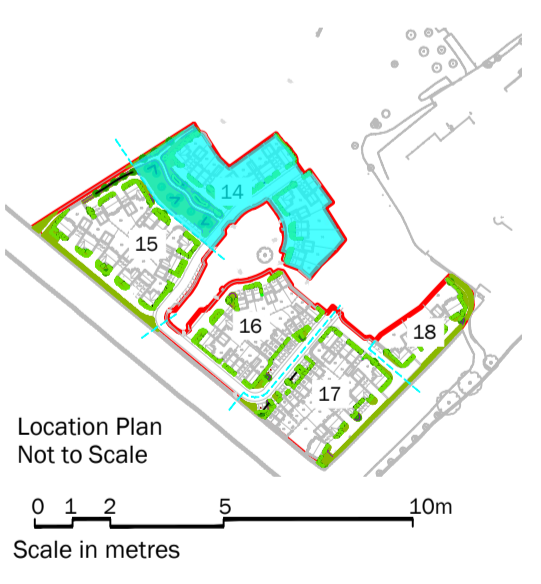 14
15
16
18
17
Location Plan
Not to Scale
0 1 2 5 10m
Scale in metres